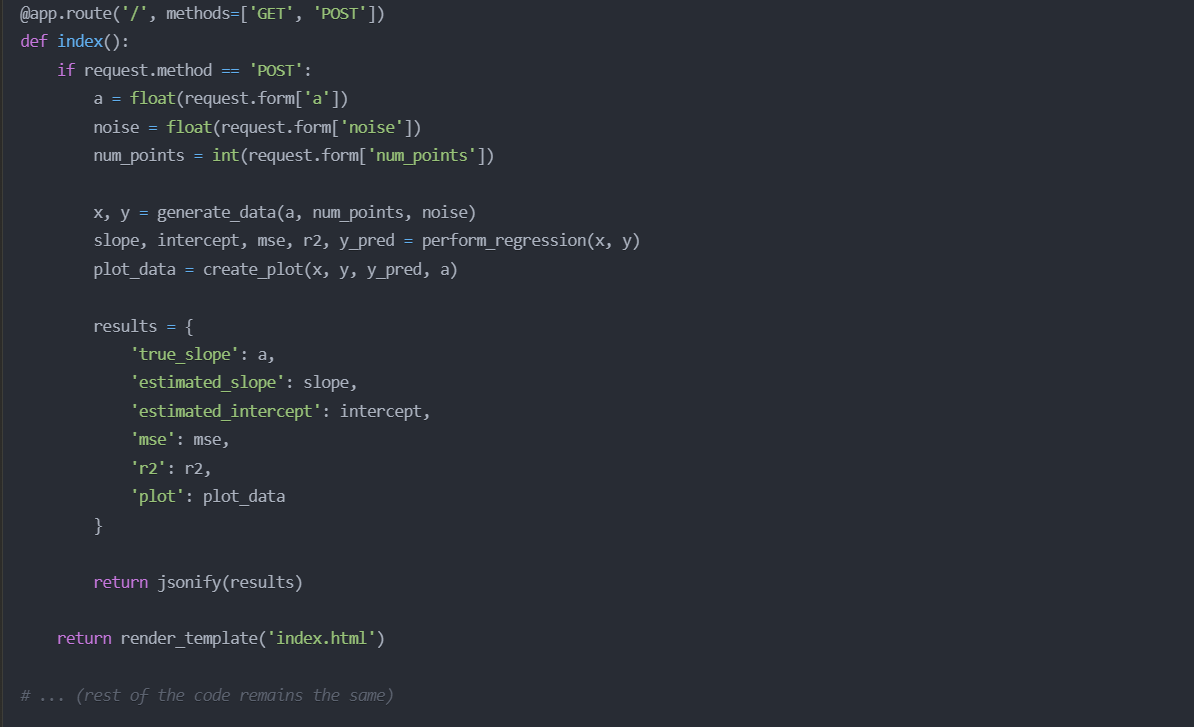 @app.route('/', methods=['GET', 'POST'])
def index():
    if request.method == 'POST':
        a = float(request.form['a'])
        noise = float(request.form['noise'])
        num_points = int(request.form['num_points'])

        x, y = generate_data(a, num_points, noise)
        slope, intercept, mse, r2, y_pred = perform_regression(x, y)
        plot_data = create_plot(x, y, y_pred, a)

        results = {
            'true_slope': a,
            'estimated_slope': slope,
            'estimated_intercept': intercept,
            'mse': mse,
            'r2': r2,
            'plot': plot_data
        }

        return jsonify(results)

    return render_template('index.html')

# ... (rest of the code remains the same)